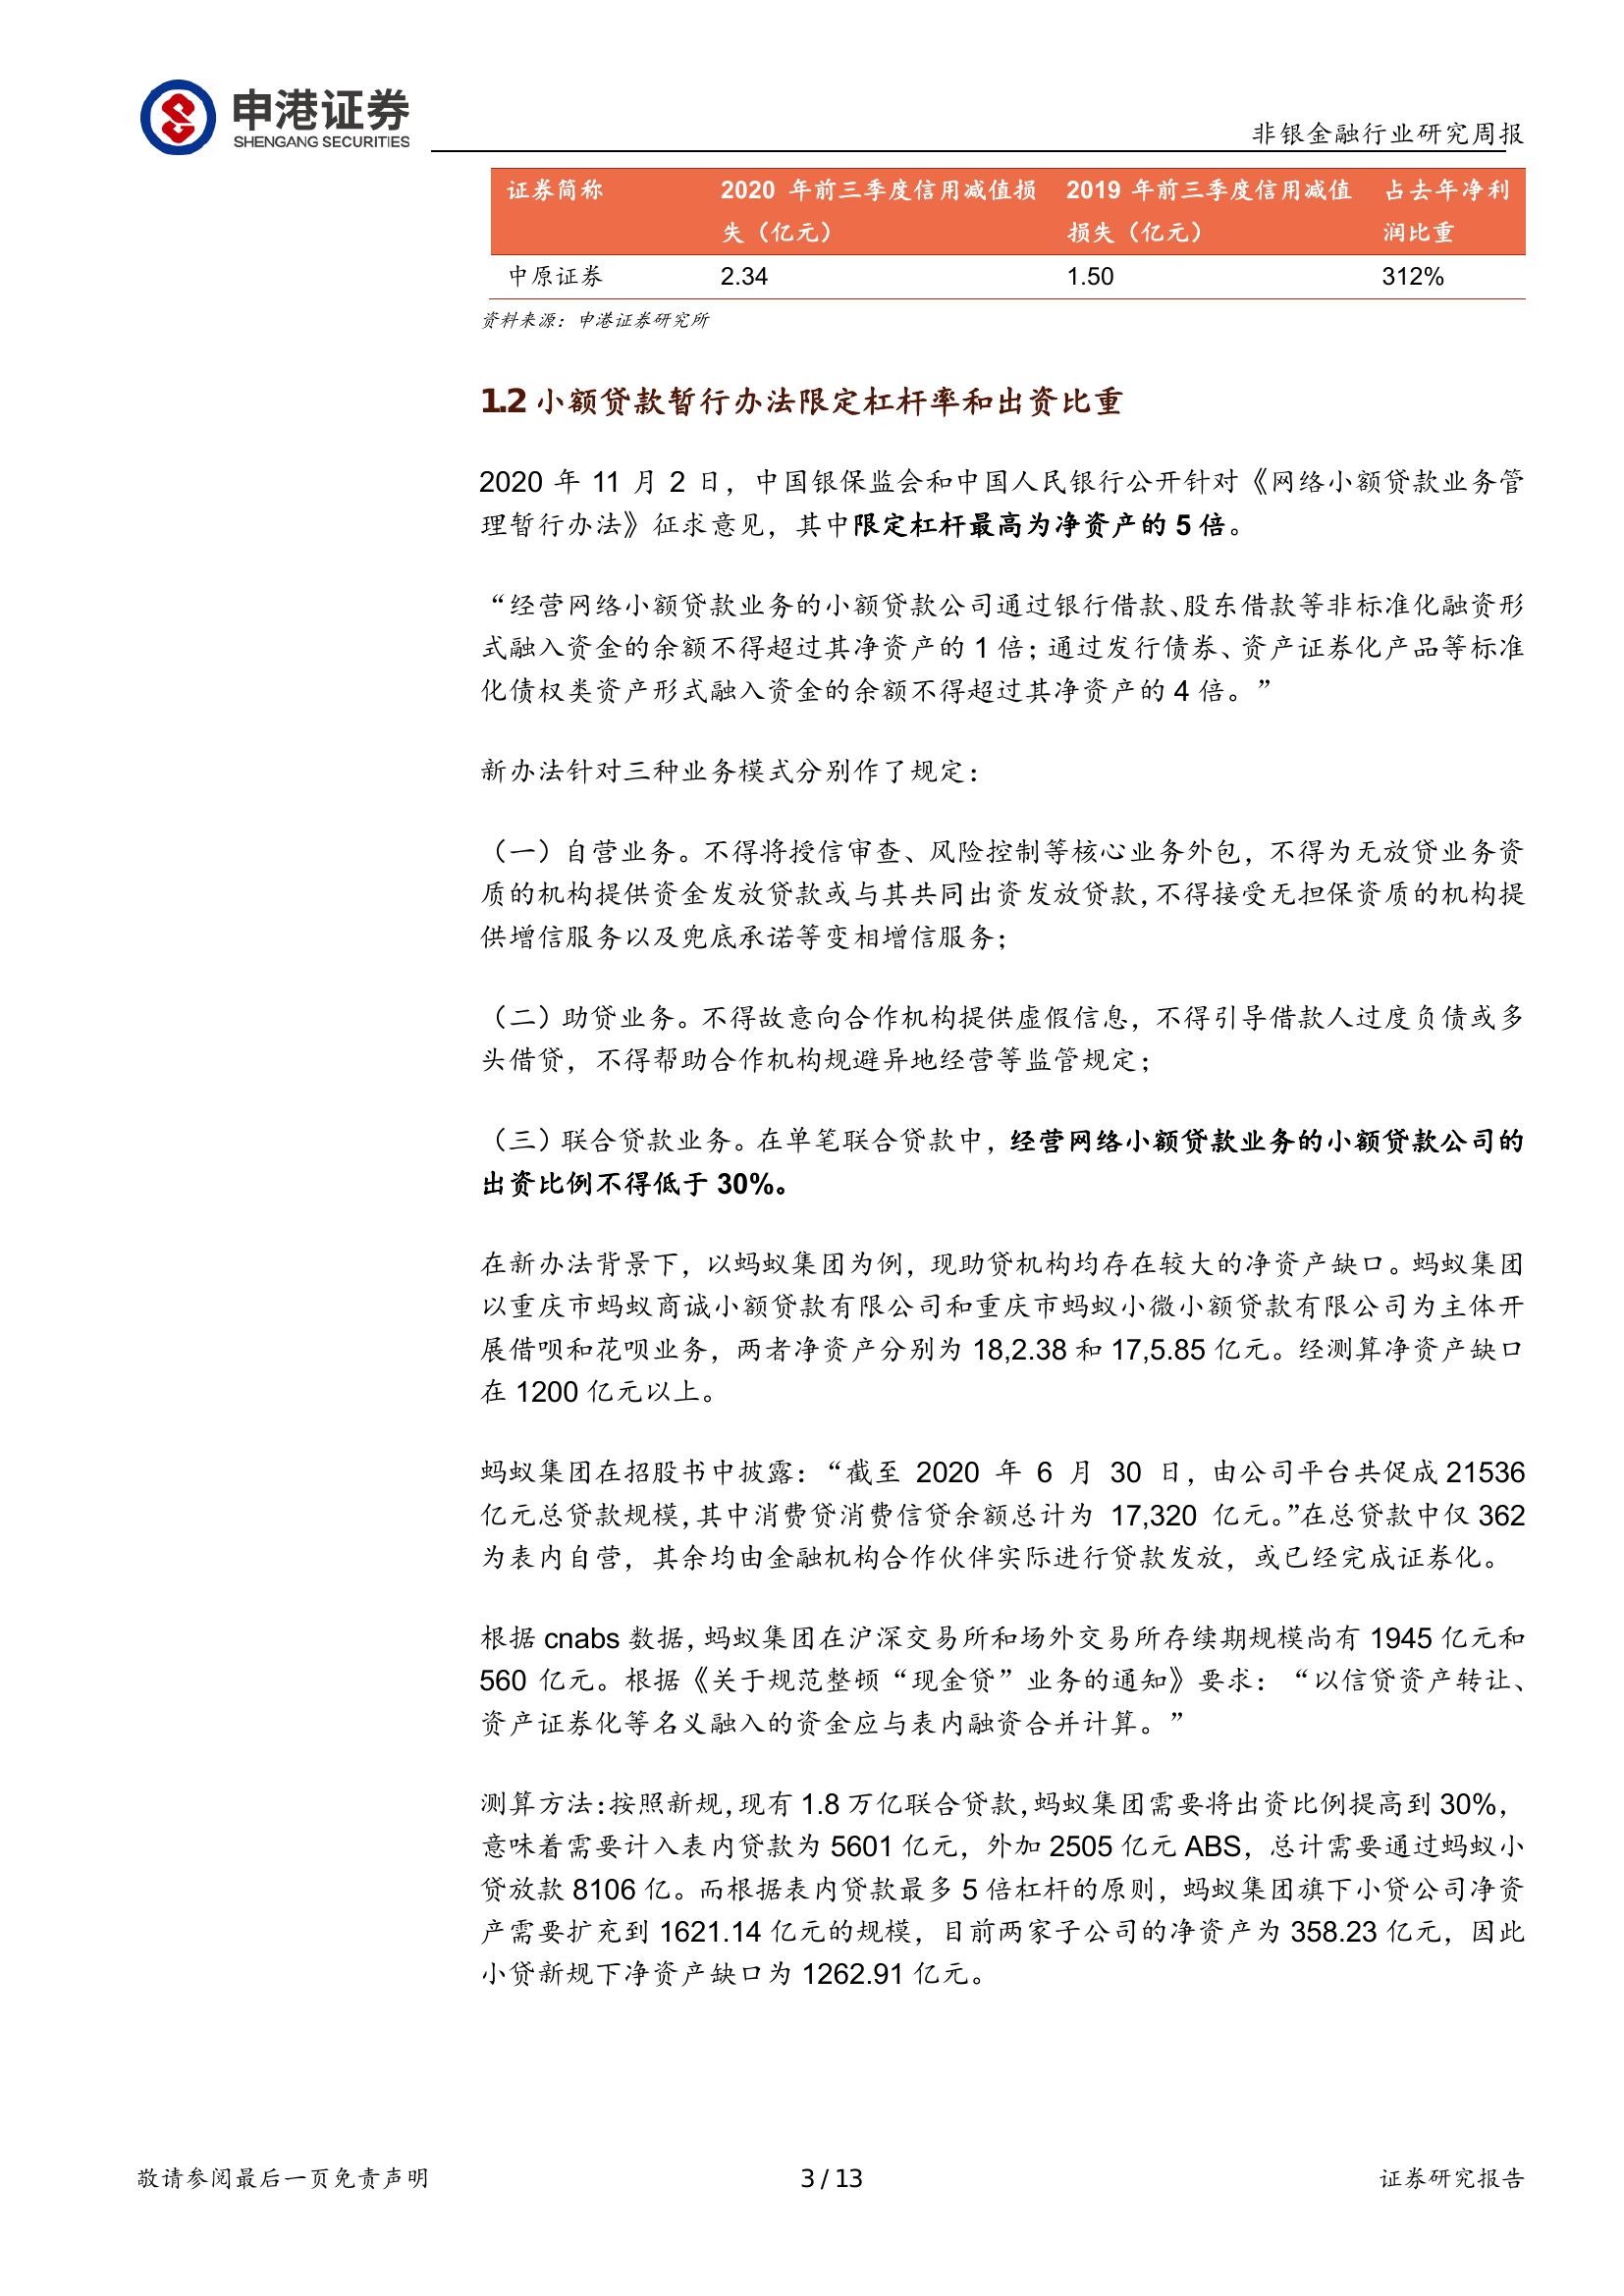 申港证券
SHENGANG SECURITIES
非银金融行业研究周报
证券简称 2020 年前三季度信用减值损失（亿元） 2019 年前三季度信用减值损失（亿元） 占去年净利润比重
中原证券 2.34 1.50 312%
资料来源：申港证券研究所
1.2 小额贷款暂行办法限定杠杆率和出资比重
2020 年 11 月 2 日，中国银保监会和中国人民银行公开针对《网络小额贷款业务管
理暂行办法》征求意见，其中限定杠杆最高为净资产的 5 倍。
“经营网络小额贷款业务的小额贷款公司通过银行借款、股东借款等非标准化融资形
式融入资金的余额不得超过其净资产的 1 倍；通过发行债券、资产证券化产品等标准
化债权类资产形式融入资金的余额不得超过其净资产的 4 倍。”
新办法针对三种业务模式分别作了规定：
（一）自营业务。不得将授信审查、风险控制等核心业务外包，不得为无放贷业务资
质的机构提供资金发放贷款或与其共同出资发放贷款，不得接受无担保资质的机构提
供增信服务以及兜底承诺等变相增信服务；
（二）助贷业务。不得故意向合作机构提供虚假信息，不得引导借款人过度负债或多
头借贷，不得帮助合作机构规避异地经营等监管规定；
（三）联合贷款业务。在单笔联合贷款中，经营网络小额贷款业务的小额贷款公司的
出资比例不得低于 30%。
在新办法背景下，以蚂蚁集团为例，现助贷机构均存在较大的净资产缺口。蚂蚁集团
以重庆市蚂蚁商诚小额贷款有限公司和重庆市蚂蚁小微小额贷款有限公司为主体开
展借呗和花呗业务，两者净资产分别为 18,2.38 和 17,5.85 亿元。经测算净资产缺口
在 1200 亿元以上。
蚂蚁集团在招股书中披露：“截至 2020 年 6 月 30 日，由公司平台共促成 21536
亿元总贷款规模，其中消费贷消费信贷余额总计为 17,320 亿元。”在总贷款中仅 362
为表内自营，其余均由金融机构合作伙伴实际进行贷款发放，或已经完成证券化。
根据 cnabs 数据，蚂蚁集团在沪深交易所和场外交易所存续期规模尚有 1945 亿元和
560 亿元。根据《关于规范整顿“现金贷”业务的通知》要求：“以信贷资产转让、
资产证券化等名义融入的资金应与表内融资合并计算。”
测算方法：按照新规，现有 1.8 万亿联合贷款，蚂蚁集团需要将出资比例提高到 30%，
意味着需要计入表内贷款为 5601 亿元，外加 2505 亿元 ABS，总计需要通过蚂蚁小
贷放款 8106 亿。而根据表内贷款最多 5 倍杠杆的原则，蚂蚁集团旗下小贷公司净资
产需要扩充到 1621.14 亿元的规模，目前两家子公司的净资产为 358.23 亿元，因此
小贷新规下净资产缺口为 1262.91 亿元。
敬请参阅最后一页免责声明 3 / 13 证券研究报告